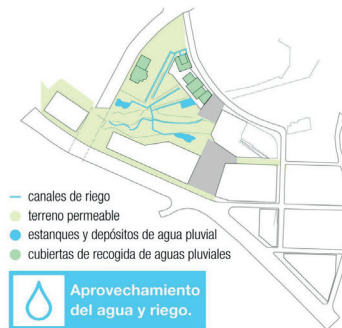 canales de riego
terreno permeable
estanques y depósitos de agua pluvial
cubiertas de recogida de aguas pluviales
Aprovechamiento
del agua y riego.